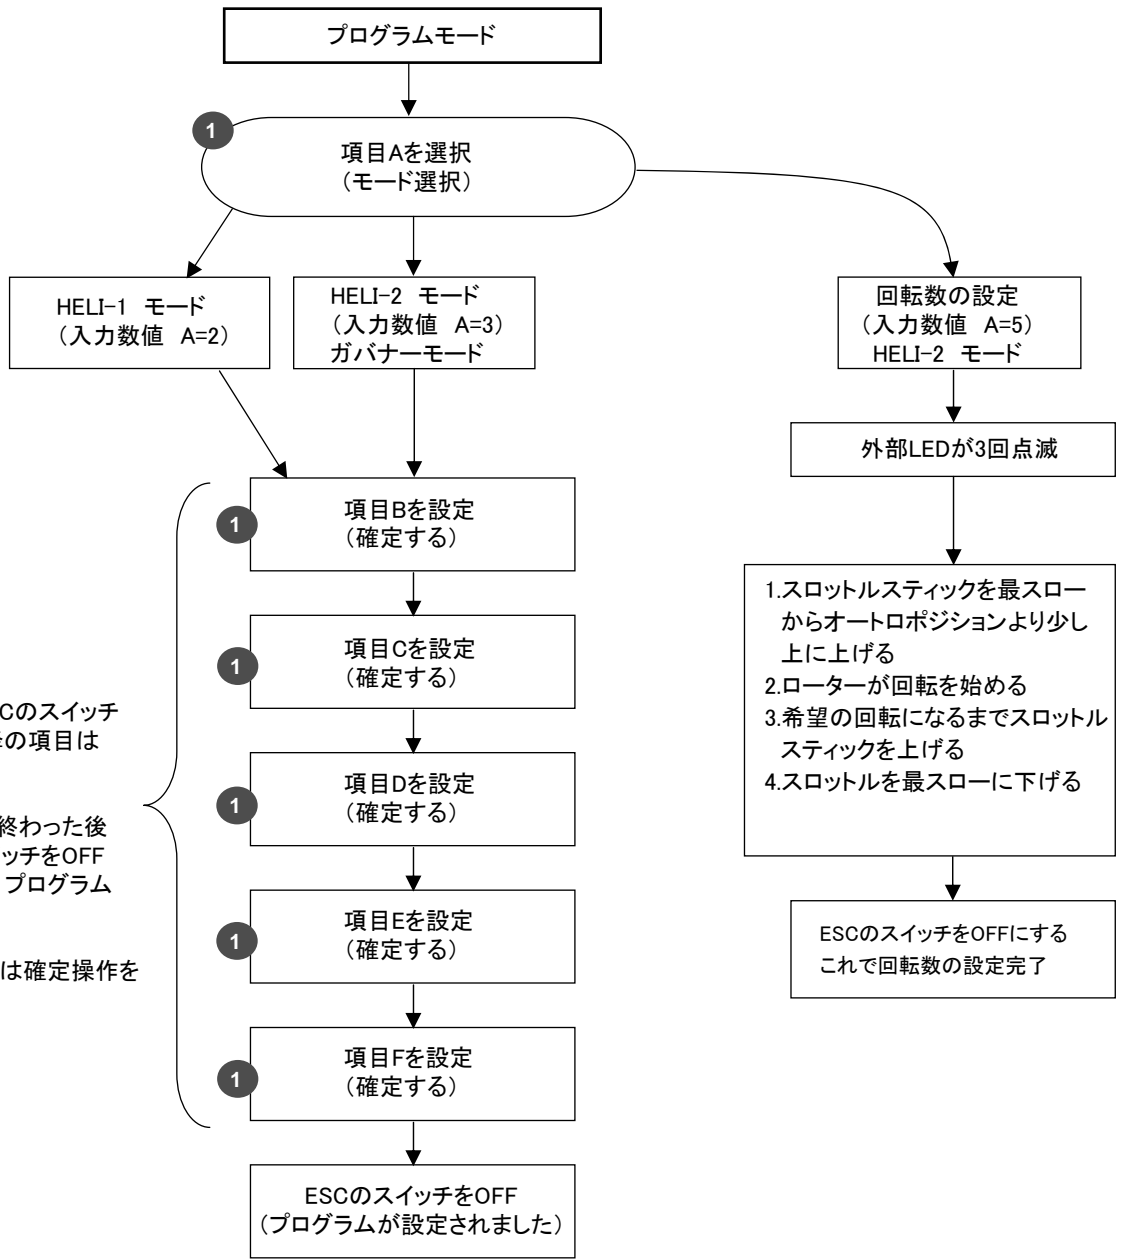 プログラムモード
1
項目Aを選択
（モード選択）
HELI-1 モード
（入力数値 A=2）
HELI-2 モード
（入力数値 A=3）
ガバナーモード
回転数の設定
（入力数値 A=5）
HELI-2 モード
外部LEDが3回点滅
1.スロットルスティックを最スロー
からオートロポジションより少し
上に上げる
2.ローターが回転を始める
3.希望の回転になるまでスロットル
スティックを上げる
4.スロットルを最スローに下げる
ESCのスイッチをOFFにする
これで回転数の設定完了
1
項目Bを設定
（確定する）
1
項目Cを設定
（確定する）
1
項目Dを設定
（確定する）
1
項目Eを設定
（確定する）
1
項目Fを設定
（確定する）
ESCのスイッチをOFF
（プログラムが設定されました）
Cのスイッチ
の項目は
終わった後
ッチをOFF
プログラム
は確定操作を